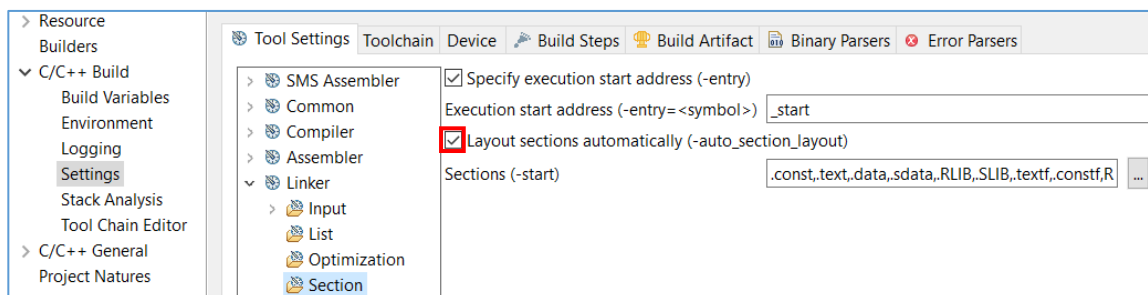 Resource
Builders
C/C++ Build
Build Variables
Environment
Logging
Settings
Stack Analysis
Tool Chain Editor
C/C++ General
Project Natures
Tool Settings Toolchain Device Build Steps Build Artifact Binary Parsers Error Parsers
SMS Assembler
Common
Compiler
Assembler
Linker
Input
List
Optimization
Section
Specify execution start address (-entry)
Execution start address (-entry=<symbol>) _start
Layout sections automatically (-auto_section_layout)
Sections (-start) .const,.text,.data,.sdata,.RLIB,.SLIB,.textf,.constf,R ...